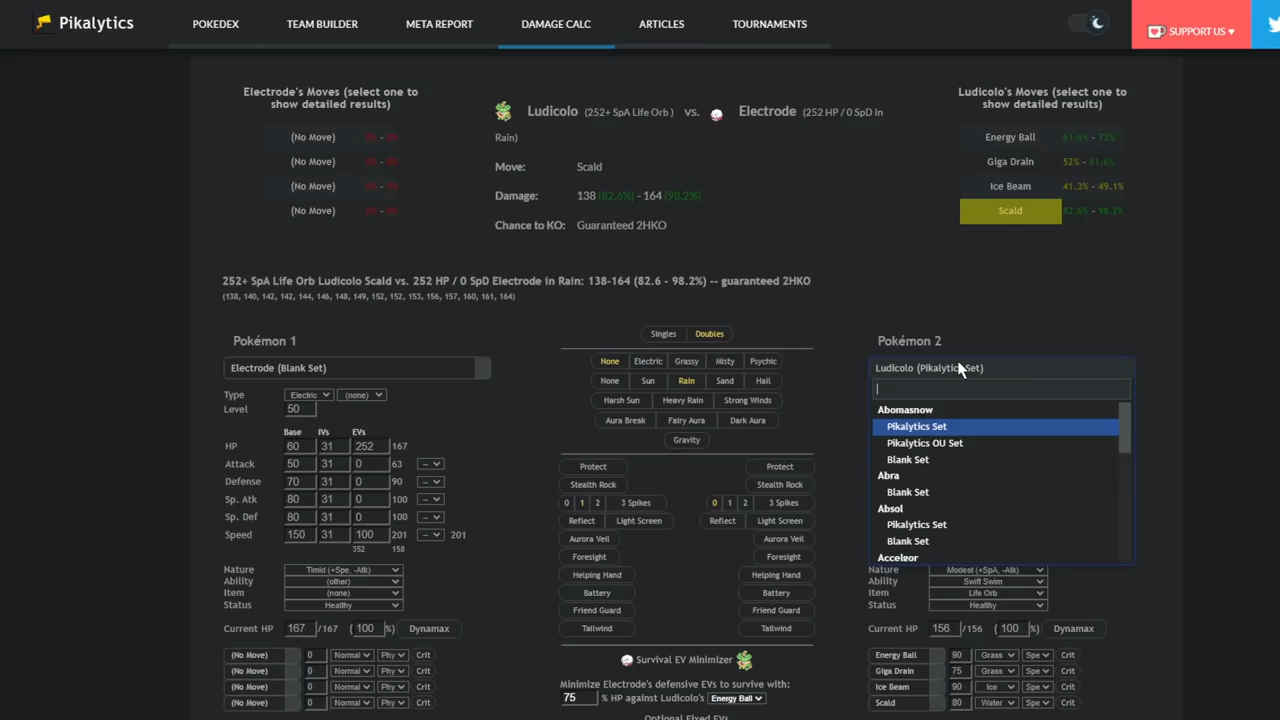 Pikalytics
POKEDEX
TEAM BUILDER
META REPORT
DAMAGE CALC
ARTICLES
TOURNAMENTS
SUPPORT US ♥
Electrode's Moves (select one to
show detailed results)
(No Move)
(No Move)
(No Move)
(No Move)
Ludicolo (252+ SpA Life Orb ) vs. Electrode (252 HP / 0 SpD in
Rain)
Move: Scald
Damage: 138 (82.6%) - 164 (98.2%)
Chance to KO: Guaranteed 2HKO
Ludicolo's Moves (select one to
show detailed results)
Energy Ball 61.6% - 73%
Giga Drain 52% - 61.6%
Ice Beam 41.3% - 49.1%
Scald 82.6% - 98.2%
252+ SpA Life Orb Ludicolo Scald vs. 252 HP / 0 SpD Electrode in Rain: 138-164 (82.6 - 98.2%) -- guaranteed 2HKO
(138, 140, 142, 142, 144, 146, 148, 149, 152, 152, 153, 156, 157, 160, 161, 164)
Pokémon 1
Electrode (Blank Set)
Type Electric (none)
Level 50
Base IVs EVs
HP 60 31 252 167
Attack 50 31 0 63 --
Defense 70 31 0 90 --
Sp. Atk 80 31 0 100 --
Sp. Def 80 31 0 100 --
Speed 150 31 100 201 -- 201
352 158
Nature Timid (+Spe, -Atk)
Ability (other)
Item (none)
Status Healthy
Current HP 167 /167 ( 100 %) Dynamax
(No Move) 0 Normal Phy Crit
(No Move) 0 Normal Phy Crit
(No Move) 0 Normal Phy Crit
(No Move) 0 Normal Phy Crit
Singles Doubles
None Electric Grassy Misty Psychic
None Sun Rain Sand Hail
Harsh Sun Heavy Rain Strong Winds
Aura Break Fairy Aura Dark Aura
Gravity
Protect Protect
Stealth Rock Stealth Rock
0 1 2 3 Spikes 0 1 2 3 Spikes
Reflect Light Screen Reflect Light Screen
Aurora Veil Aurora Veil
Foresight Foresight
Helping Hand Helping Hand
Battery Battery
Friend Guard Friend Guard
Tailwind Tailwind
Survival EV Minimizer
Minimize Electrode's defensive EVs to survive with:
75 % HP against Ludicolo's Energy Ball
Optional Fixed EVs
Pokémon 2
Ludicolo (Pikalytics Set)
Abomasnow
Pikalytics Set
Pikalytics OU Set
Blank Set
Abra
Blank Set
Absol
Pikalytics Set
Blank Set
Accelgor
Nature Modest (+SpA, -Atk)
Ability Swift Swim
Item Life Orb
Status Healthy
Current HP 156 /156 ( 100 %) Dynamax
Energy Ball 90 Grass Spe Crit
Giga Drain 75 Grass Spe Crit
Ice Beam 90 Ice Spe Crit
Scald 80 Water Spe Crit